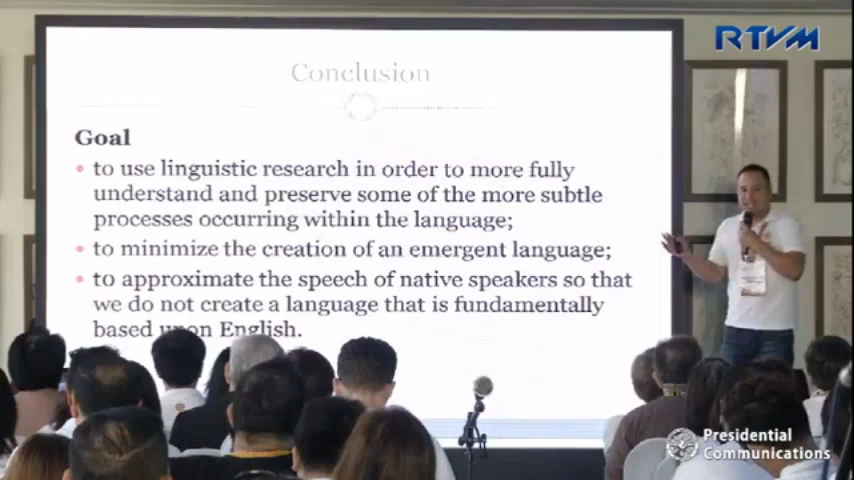 RTVM
Conclusion
Goal
• to use linguistic research in order to more fully
understand and preserve some of the more subtle
processes occurring within the language;
• to minimize the creation of an emergent language;
• to approximate the speech of native speakers so that
we do not create a language that is fundamentally
based upon English.
Presidential
Communications